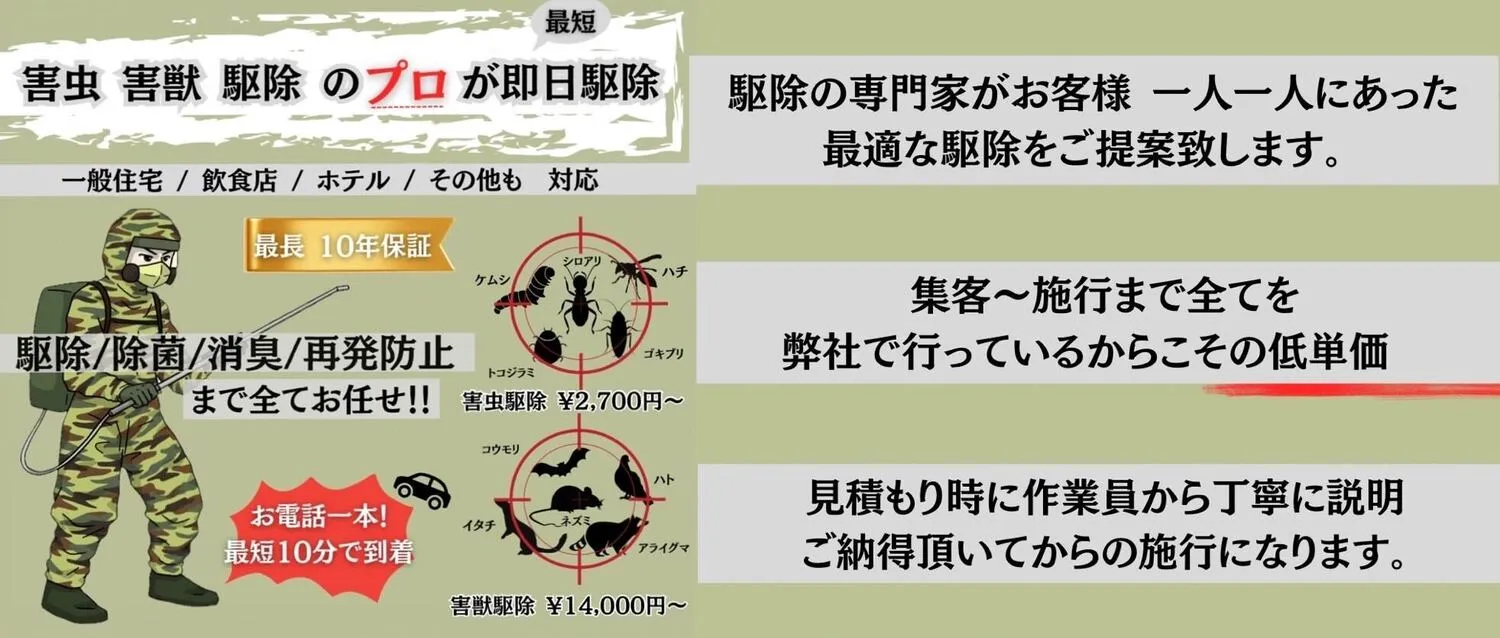 最短
害虫 害獣 駆除 のプロ が即日駆除
一般住宅 / 飲食店 / ホテル / その他も 対応
最長 10年保証
駆除/除菌/消臭/再発防止
まで全てお任せ!!
シロアリ
ケムシ
ハチ
ゴキブリ
トコジラミ
害虫駆除 ¥2,700円～
コウモリ
ハト
ネズミ
イタチ
アライグマ
害獣駆除 ¥14,000円～
お電話一本!
最短10分で到着
駆除の専門家がお客様 一人一人にあった
最適な駆除をご提案致します。
集客～施行まで全てを
弊社で行っているからこその低単価
見積もり時に作業員から丁寧に説明
ご納得頂いてからの施行になります。